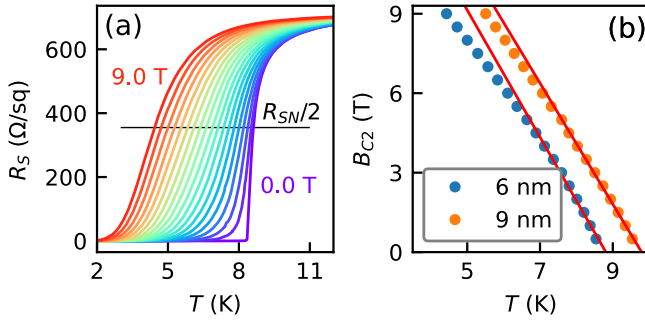 (a)
9.0 T
R_SN/2
0.0 T
600
400
200
0
R_S (Ω/sq)
2
5
8
11
T (K)
(b)
9
6
3
0
B_C2 (T)
6 nm
9 nm
5
7
9
T (K)